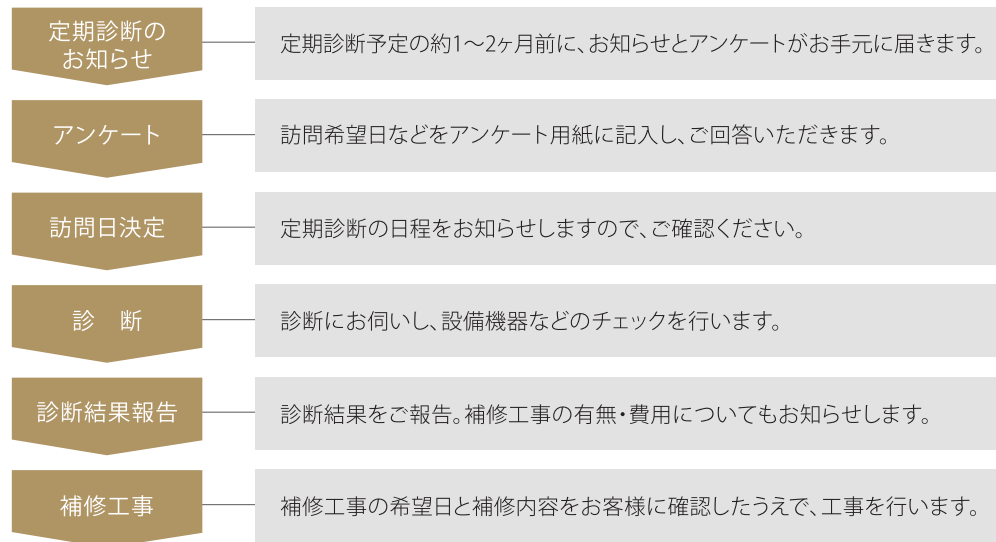 定期診断の
お知らせ
定期診断予定の約1〜2ヶ月前に、お知らせとアンケートがお手元に届きます。
アンケート
訪問希望日などをアンケート用紙に記入し、ご回答いただきます。
訪問日決定
定期診断の日程をお知らせしますので、ご確認ください。
診　断
診断にお伺いし、設備機器などのチェックを行います。
診断結果報告
診断結果をご報告。補修工事の有無・費用についてもお知らせします。
補修工事
補修工事の希望日と補修内容をお客様に確認したうえで、工事を行います。